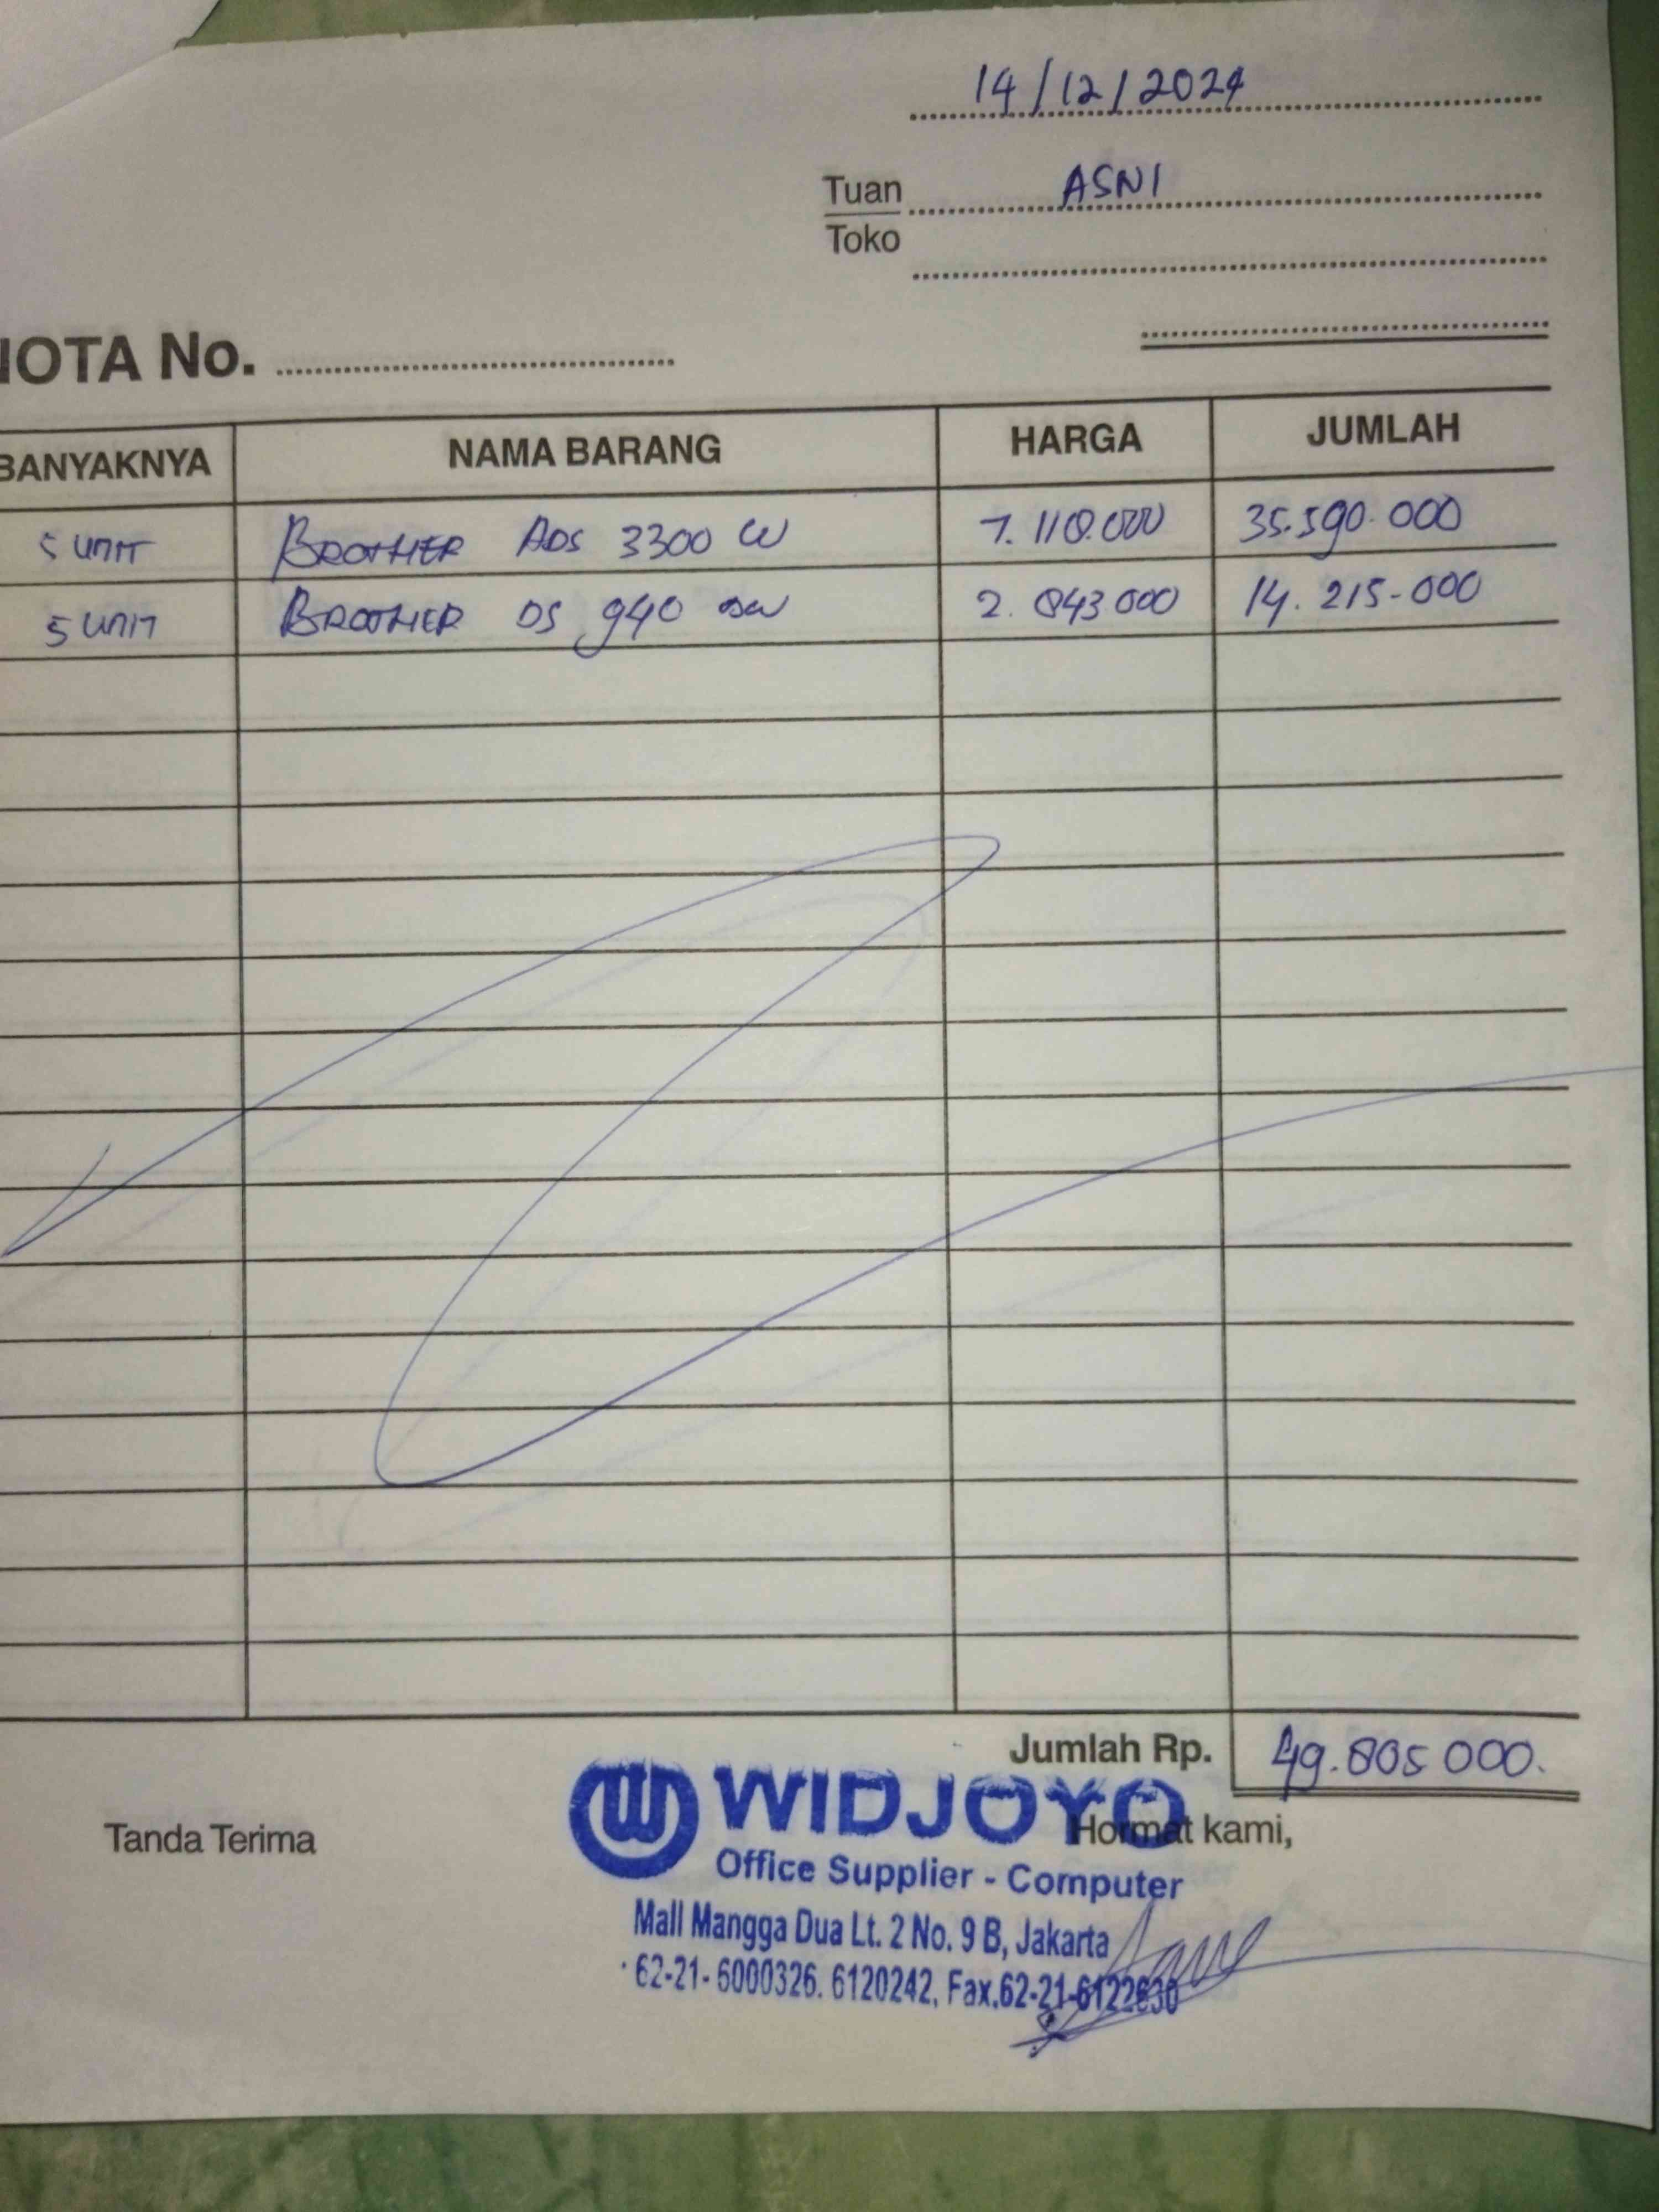 14/12/2024
Tuan ASNI
Toko
NOTA No.
BANYAKNYA NAMA BARANG HARGA JUMLAH
5 UNIT BROTHER ADS 3300 W 7.118.000 35.590.000
5 UNIT BROTHER DS 940 DW 2.843.000 14.215-000
Jumlah Rp. 49.805.000.
Tanda Terima
Hormat kami,
WIDJOYO
Office Supplier - Computer
Mall Mangga Dua Lt. 2 No. 9 B, Jakarta
62-21- 6000326. 6120242, Fax.62-21-6122630